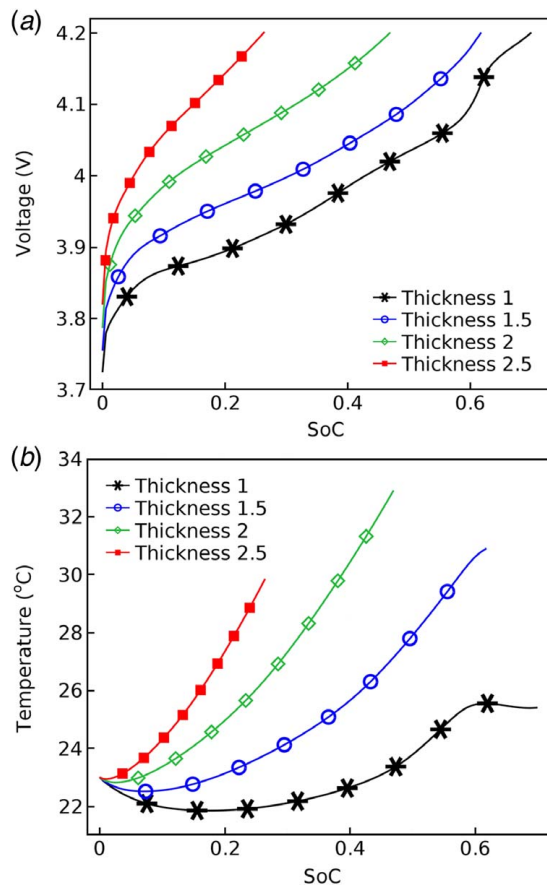 (a)
4.2
4.1
4
3.9
3.8
3.7
Voltage (V)
Thickness 1
Thickness 1.5
Thickness 2
Thickness 2.5
0
0.2
0.4
0.6
SoC
(b)
34
32
30
28
26
24
22
Temperature (°C)
Thickness 1
Thickness 1.5
Thickness 2
Thickness 2.5
0
0.2
0.4
0.6
SoC